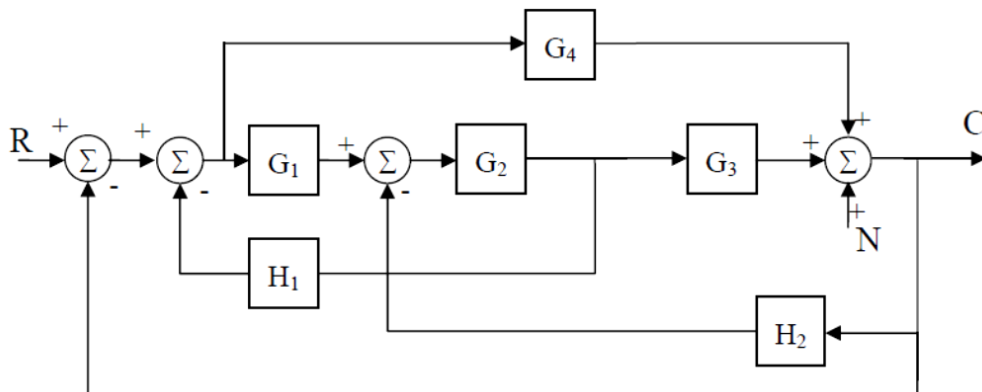 G₄
R + Σ - + Σ - G₁ + Σ - G₂ G₃ + + Σ C
+ N
H₁
H₂